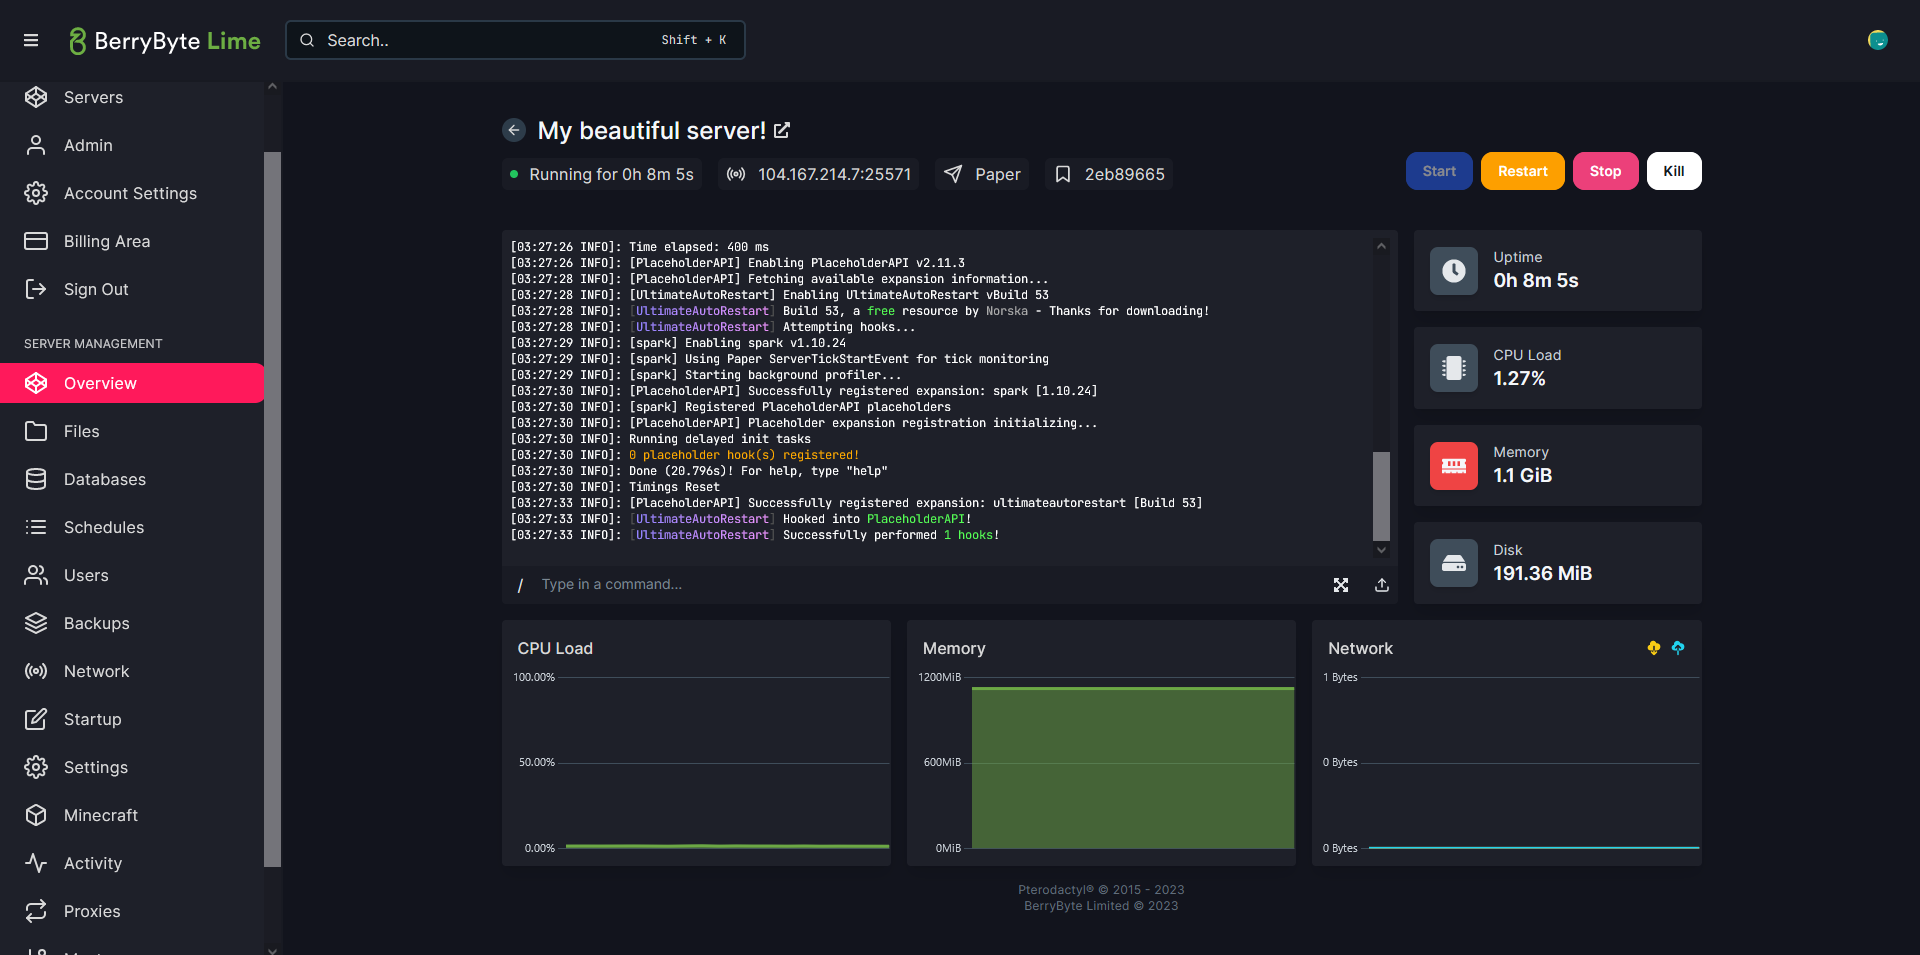 BerryByte Lime
Search..
Shift + K
Servers
Admin
Account Settings
Billing Area
Sign Out
SERVER MANAGEMENT
Overview
Files
Databases
Schedules
Users
Backups
Network
Startup
Settings
Minecraft
Activity
Proxies
My beautiful server!
Running for 0h 8m 5s
104.167.214.7:25571
Paper
2eb89665
Start
Restart
Stop
Kill
[03:27:26 INFO]: Time elapsed: 400 ms
[03:27:26 INFO]: [PlaceholderAPI] Enabling PlaceholderAPI v2.11.3
[03:27:28 INFO]: [PlaceholderAPI] Fetching available expansion information...
[03:27:28 INFO]: [UltimateAutoRestart] Enabling UltimateAutoRestart vBuild 53
[03:27:28 INFO]: [UltimateAutoRestart] Build 53, a free resource by Norska - Thanks for downloading!
[03:27:28 INFO]: [UltimateAutoRestart] Attempting hooks...
[03:27:29 INFO]: [spark] Enabling spark v1.10.24
[03:27:29 INFO]: [spark] Using Paper ServerTickStartEvent for tick monitoring
[03:27:29 INFO]: [spark] Starting background profiler...
[03:27:30 INFO]: [PlaceholderAPI] Successfully registered expansion: spark [1.10.24]
[03:27:30 INFO]: [spark] Registered PlaceholderAPI placeholders
[03:27:30 INFO]: [PlaceholderAPI] Placeholder expansion registration initializing...
[03:27:30 INFO]: Running delayed init tasks
[03:27:30 INFO]: 0 placeholder hook(s) registered!
[03:27:30 INFO]: Done (20.796s)! For help, type "help"
[03:27:30 INFO]: Timings Reset
[03:27:33 INFO]: [PlaceholderAPI] Successfully registered expansion: ultimateautorestart [Build 53]
[03:27:33 INFO]: [UltimateAutoRestart] Hooked into PlaceholderAPI!
[03:27:33 INFO]: [UltimateAutoRestart] Successfully performed 1 hooks!
/ Type in a command...
Uptime
0h 8m 5s
CPU Load
1.27%
Memory
1.1 GiB
Disk
191.36 MiB
CPU Load
100.00%
50.00%
0.00%
Memory
1200MiB
600MiB
0MiB
Network
1 Bytes
0 Bytes
0 Bytes
Pterodactyl® © 2015 - 2023
BerryByte Limited © 2023